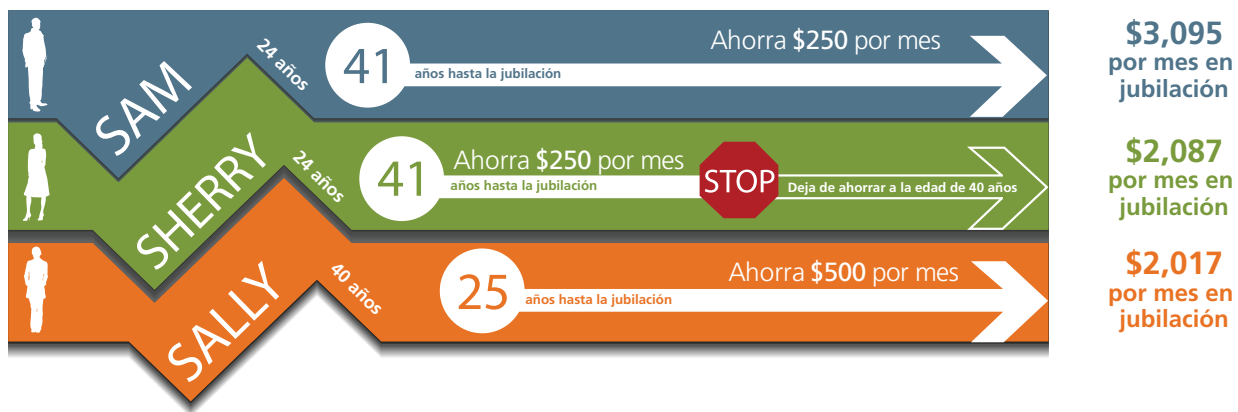 SAM
24 años
41
años hasta la jubilación
Ahorra $250 por mes
$3,095
por mes en
jubilación
SHERRY
24 años
41
Ahorra $250 por mes
años hasta la jubilación
STOP
Deja de ahorrar a la edad de 40 años
$2,087
por mes en
jubilación
SALLY
40 años
25
años hasta la jubilación
Ahorra $500 por mes
$2,017
por mes en
jubilación